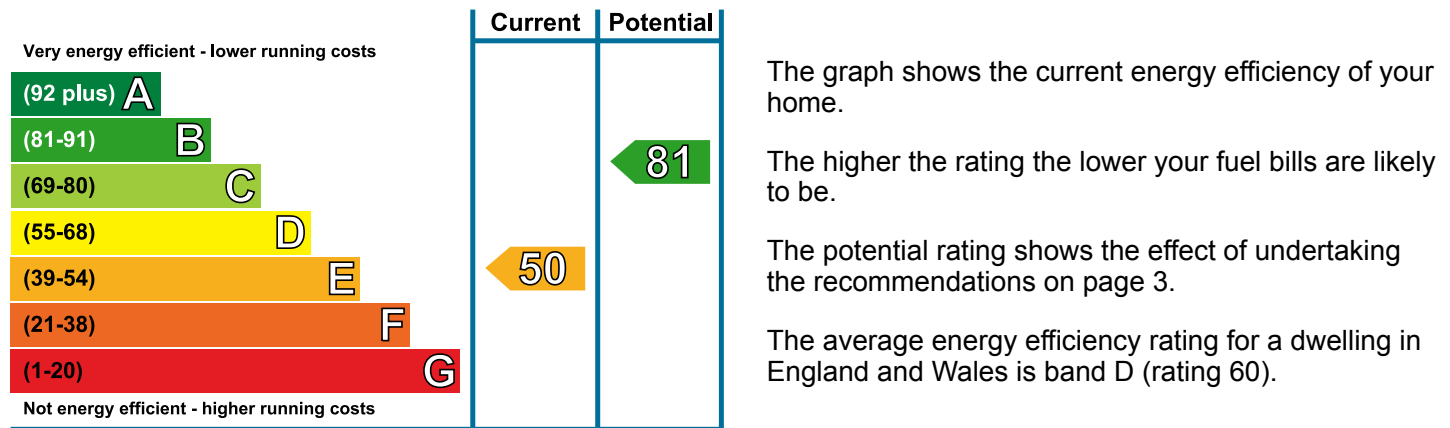 Current Potential
Very energy efficient - lower running costs
(92 plus) A
(81-91) B
(69-80) C
(55-68) D
(39-54) E
(21-38) F
(1-20) G
Not energy efficient - higher running costs
50
81
The graph shows the current energy efficiency of your
home.
The higher the rating the lower your fuel bills are likely
to be.
The potential rating shows the effect of undertaking
the recommendations on page 3.
The average energy efficiency rating for a dwelling in
England and Wales is band D (rating 60).